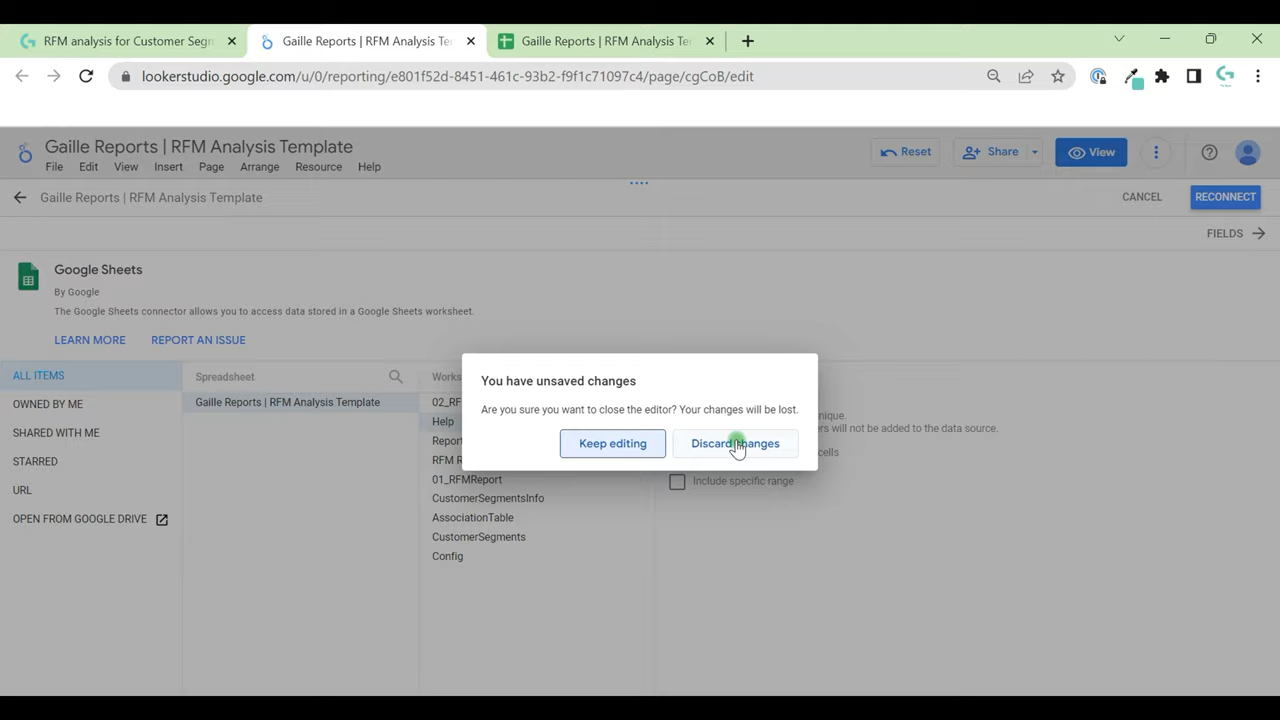 RFM analysis for Customer Segn
Gaille Reports | RFM Analysis Te
Gaille Reports | RFM Analysis Te
lookerstudio.google.com/u/0/reporting/e801f52d-8451-461c-93b2-f9f1c71097c4/page/cgCoB/edit
Gaille Reports | RFM Analysis Template
File Edit View Insert Page Arrange Resource Help
Reset
Share
View
Gaille Reports | RFM Analysis Template
CANCEL
RECONNECT
FIELDS
Google Sheets
By Google
The Google Sheets connector allows you to access data stored in a Google Sheets worksheet.
LEARN MORE
REPORT AN ISSUE
ALL ITEMS
OWNED BY ME
SHARED WITH ME
STARRED
URL
OPEN FROM GOOGLE DRIVE
Spreadsheet
Gaille Reports | RFM Analysis Template
Works
02_RF
Help
Report
RFM R
01_RFMReport
CustomerSegmentsInfo
AssociationTable
CustomerSegments
Config
You have unsaved changes
Are you sure you want to close the editor? Your changes will be lost.
Keep editing
Discard changes
nique.
ers will not be added to the data source.
cells
Include specific range